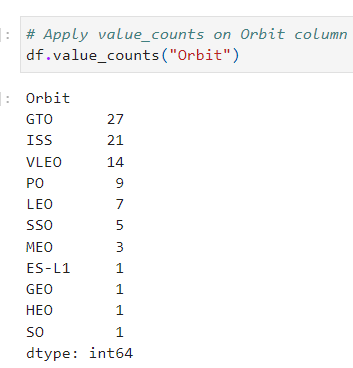 ]: # Apply value_counts on Orbit column
df.value_counts("Orbit")
]: Orbit
GTO 27
ISS 21
VLEO 14
PO 9
LEO 7
SSO 5
MEO 3
ES-L1 1
GEO 1
HEO 1
SO 1
dtype: int64